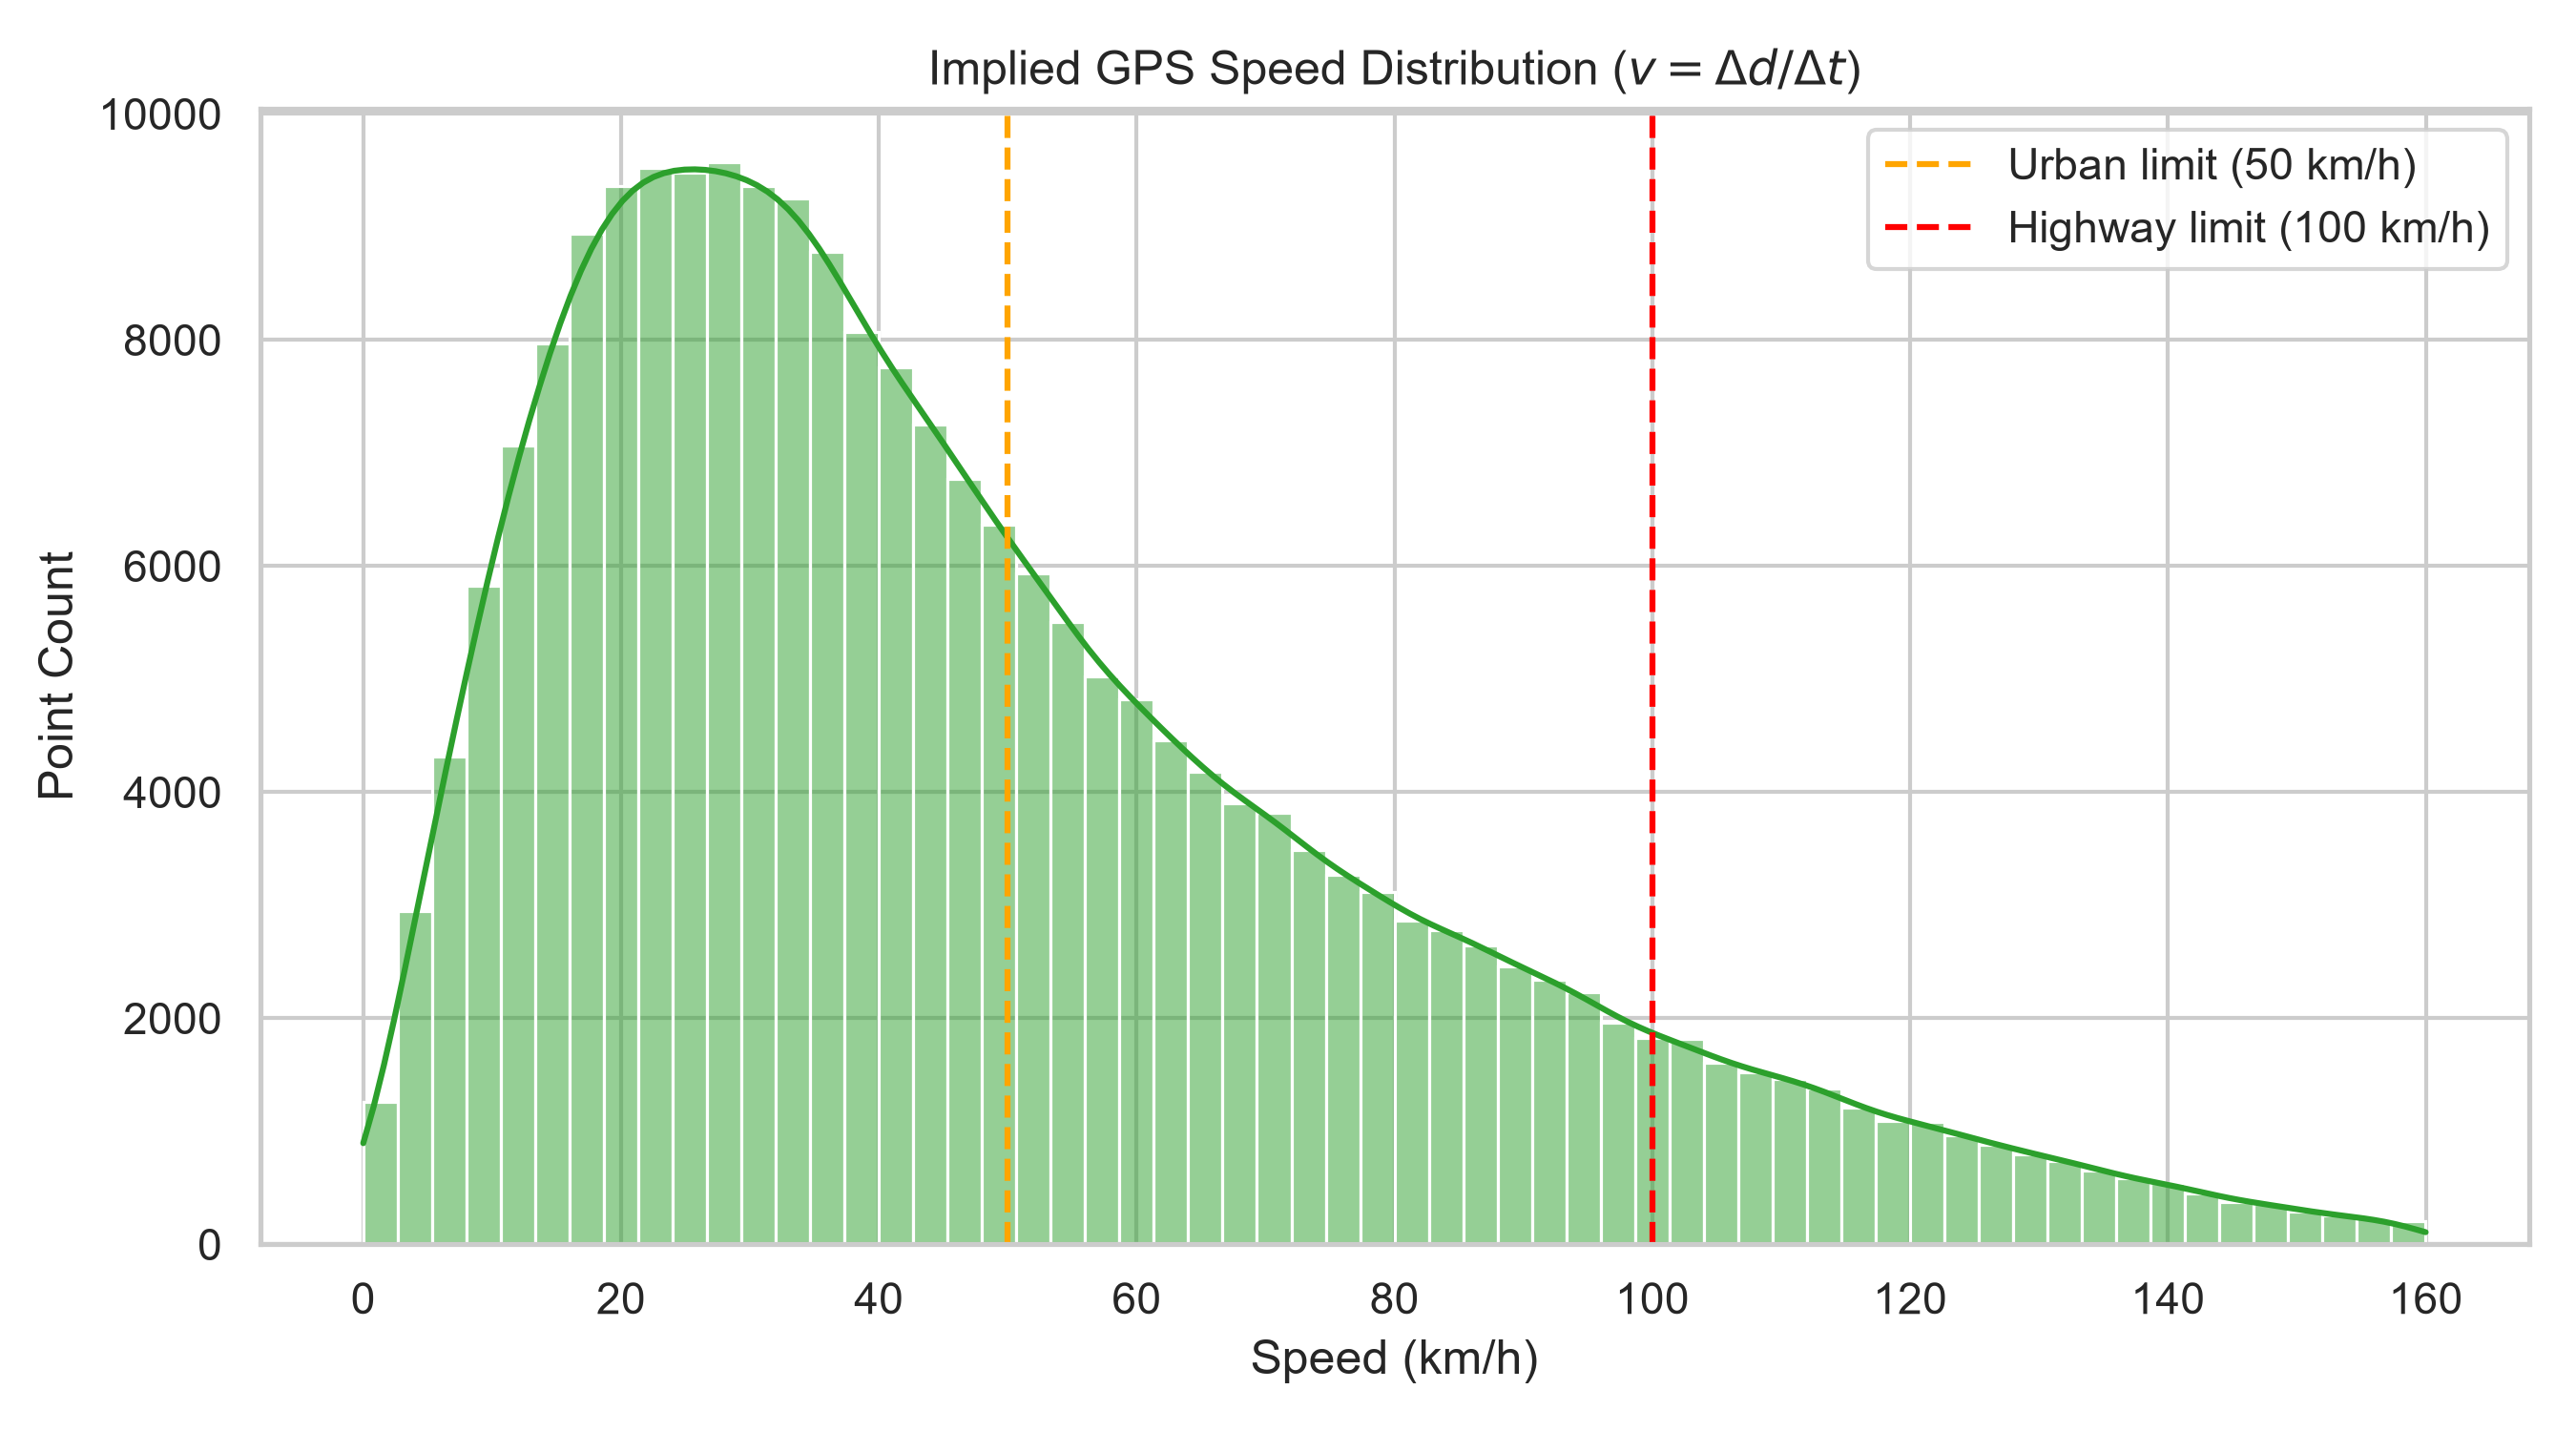 Implied GPS Speed Distribution (v = Δd/Δt)
Urban limit (50 km/h)
Highway limit (100 km/h)
Point Count
10000
8000
6000
4000
2000
0
0 20 40 60 80 100 120 140 160
Speed (km/h)